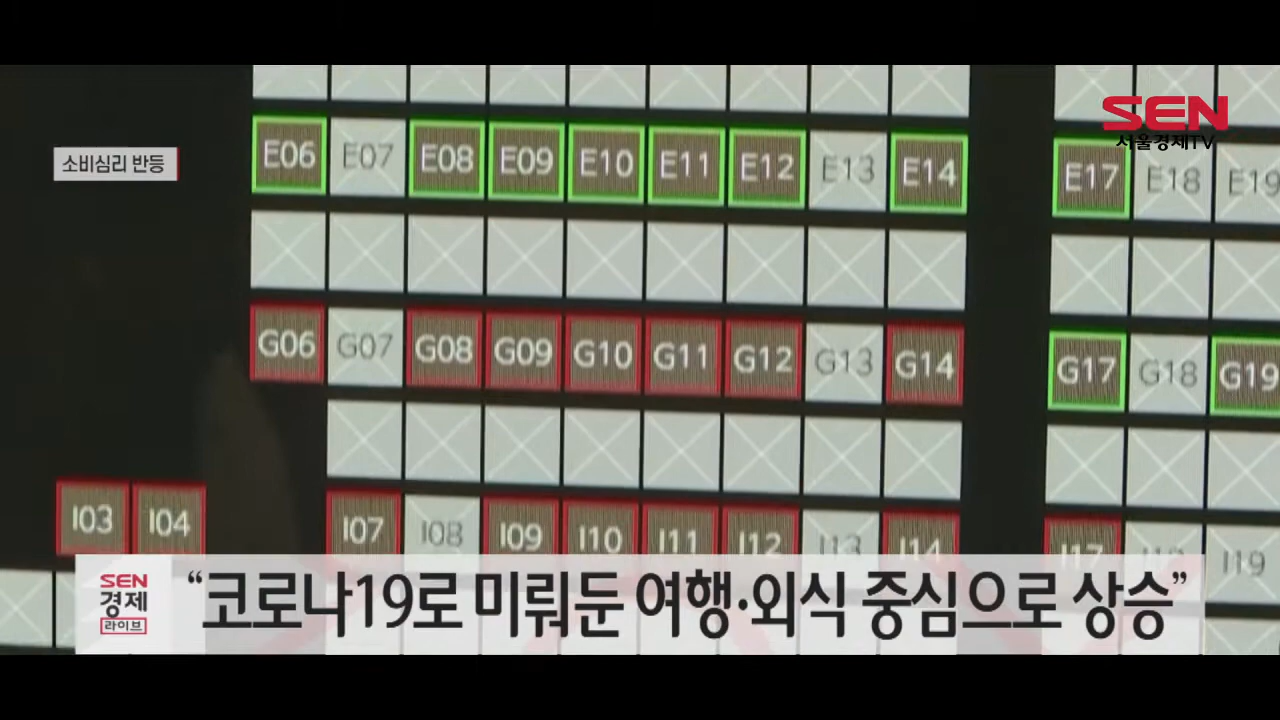 SEN
서울경제TV
소비심리 반등
E06 E07 E08 E09 E10 E11 E12 E13 E14 E17 E18 E19
G06 G07 G08 G09 G10 G11 G12 G13 G14 G17 G18 G19
I03 I04 I07 I08 I09 I10 I11 I12 I13 I14 I17 I19
SEN
경제
라이브
“코로나19로 미뤄둔 여행·외식 중심으로 상승”